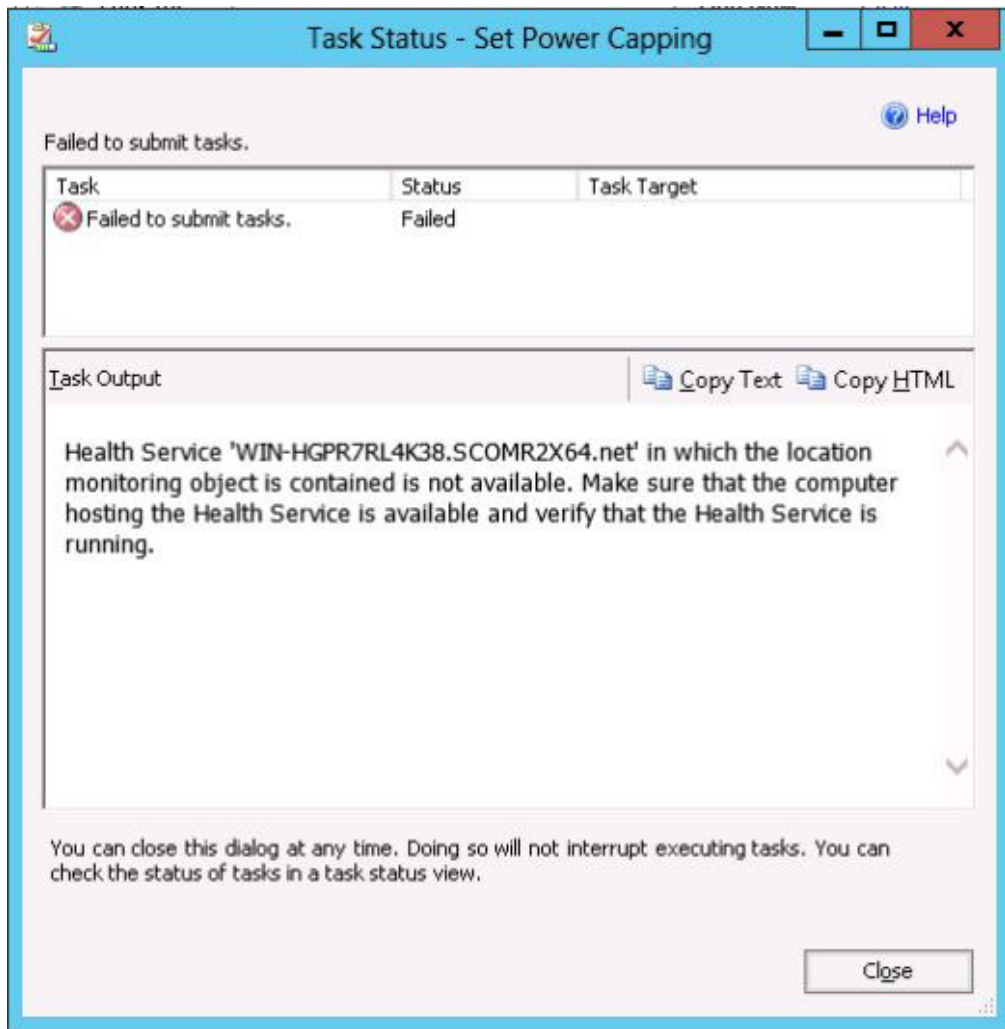 Task Status - Set Power Capping
Help
Failed to submit tasks.
Task Status Task Target
Failed to submit tasks. Failed
Task Output Copy Text Copy HTML
Health Service 'WIN-HGPR7RL4K38.SCOMR2X64.net' in which the location
monitoring object is contained is not available. Make sure that the computer
hosting the Health Service is available and verify that the Health Service is
running.
You can close this dialog at any time. Doing so will not interrupt executing tasks. You can
check the status of tasks in a task status view.
Close